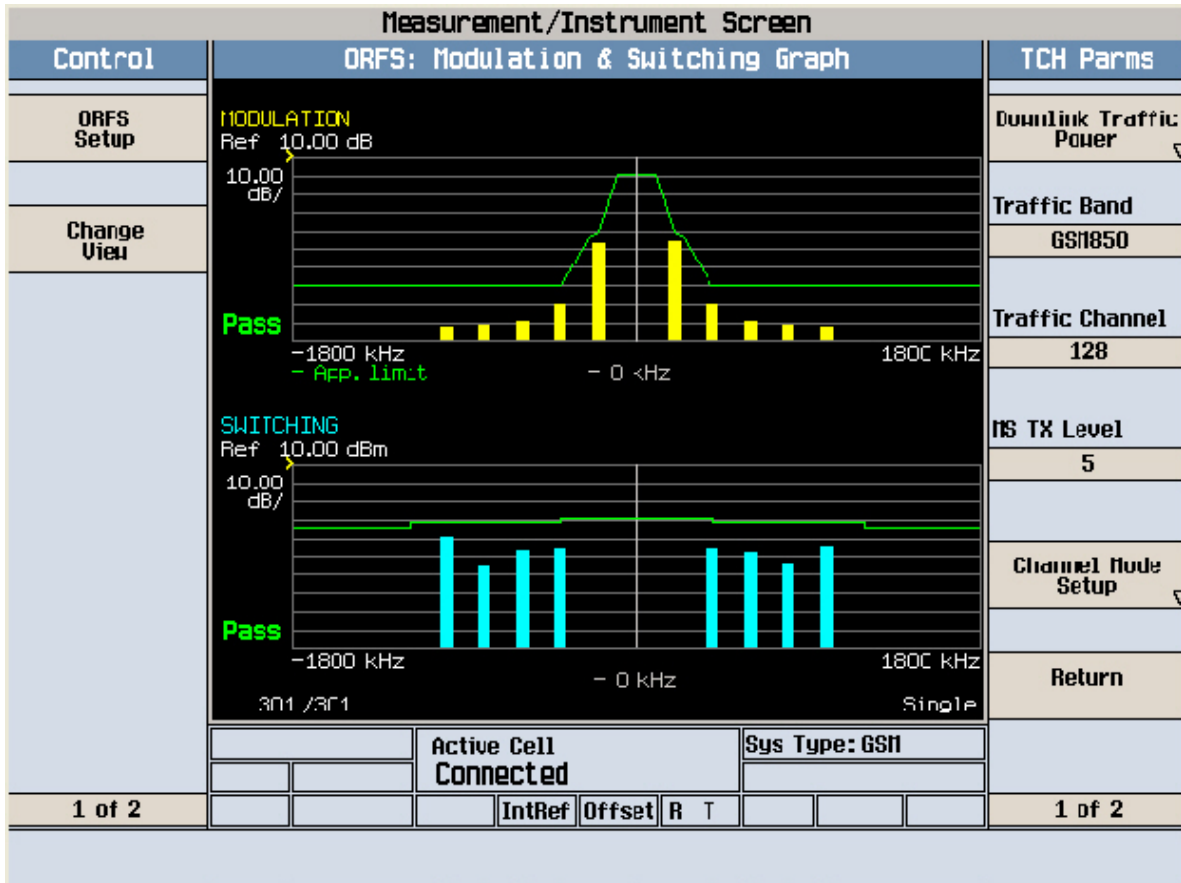 Measurement/Instrument Screen
Control
ORFS: Modulation & Switching Graph
TCH Parms
ORFS
Setup
Change
View
1 of 2
MODULATION
Ref 10.00 dB
10.00
dB/
Pass
-1800 kHz
1800 kHz
- App. limit
- 0 kHz
SWITCHING
Ref 10.00 dBm
10.00
dB/
Pass
-1800 kHz
1800 kHz
- 0 kHz
301 /301
Single
Downlink Traffic
Power
Traffic Band
GSM850
Traffic Channel
128
MS TX Level
5
Channel Mode
Setup
Return
1 of 2
Active Cell
Connected
Sys Type: GSM
IntRef
Offset
R T